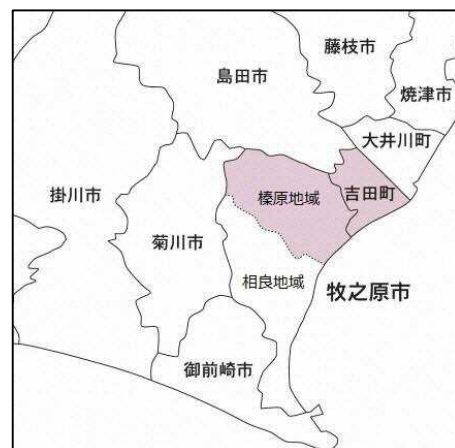 藤枝市
島田市
焼津市
大井川町
榛原地域
吉田町
掛川市
菊川市
相良地域
牧之原市
御前崎市